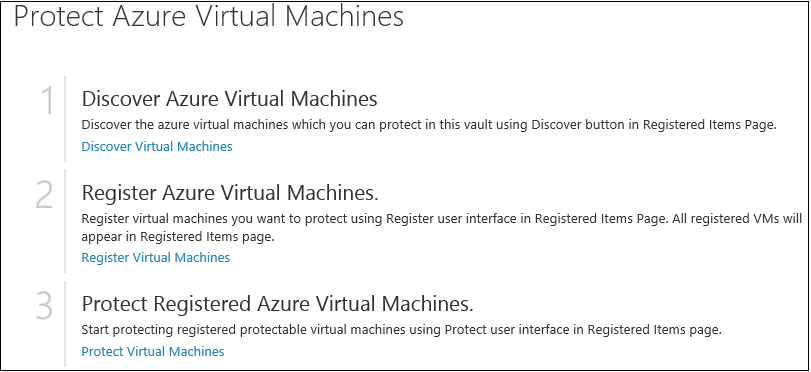 Protect Azure Virtual Machines
1
Discover Azure Virtual Machines
Discover the azure virtual machines which you can protect in this vault using Discover button in Registered Items Page.
Discover Virtual Machines
2
Register Azure Virtual Machines.
Register virtual machines you want to protect using Register user interface in Registered Items Page. All registered VMs will
appear in Registered Items page.
Register Virtual Machines
3
Protect Registered Azure Virtual Machines.
Start protecting registered protectable virtual machines using Protect user interface in Registered Items page.
Protect Virtual Machines